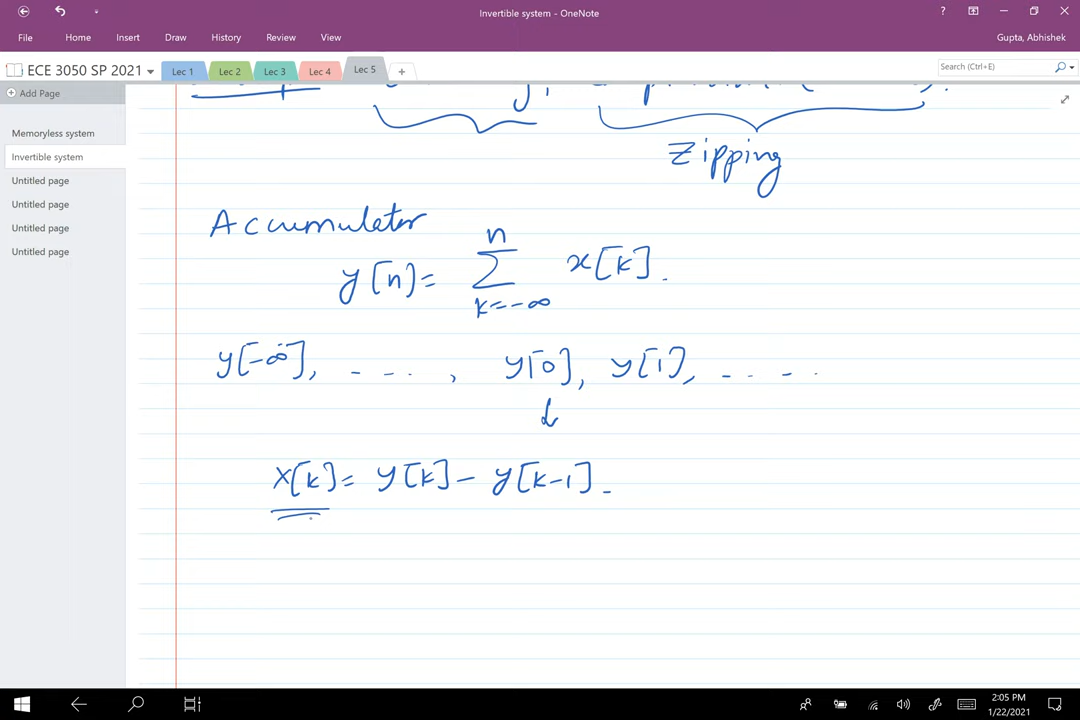 Invertible system - OneNote
?
Gupta, Abhishek
File Home Insert Draw History Review View
ECE 3050 SP 2021 Lec 1 Lec 2 Lec 3 Lec 4 Lec 5 +
Search (Ctrl+E)
Add Page
Memoryless system
Invertible system
Untitled page
Untitled page
Untitled page
Untitled page
Zipping
Accumulator
y[n] = n ∑ k=-∞ x[k].
y[-∞], - - - -, y[0], y[1], - - - - -
↓
x[k] = y[k] - y[k-1].
2:05 PM
1/22/2021